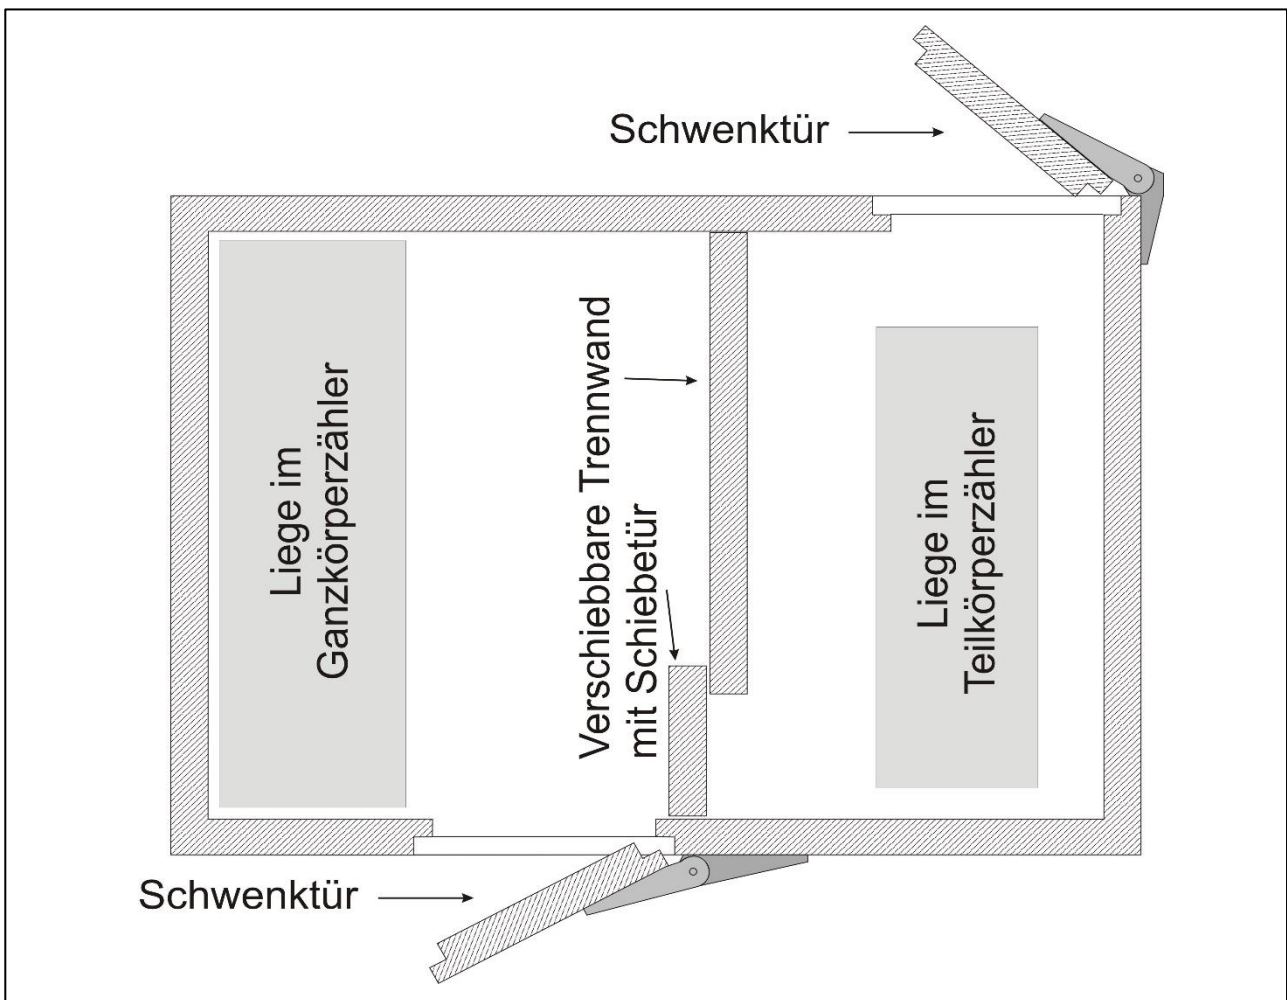 Schwenktür
Liege im
Ganzkörperzähler
Verschiebbare Trennwand
mit Schiebetür
Liege im
Teilkörperzähler
Schwenktür